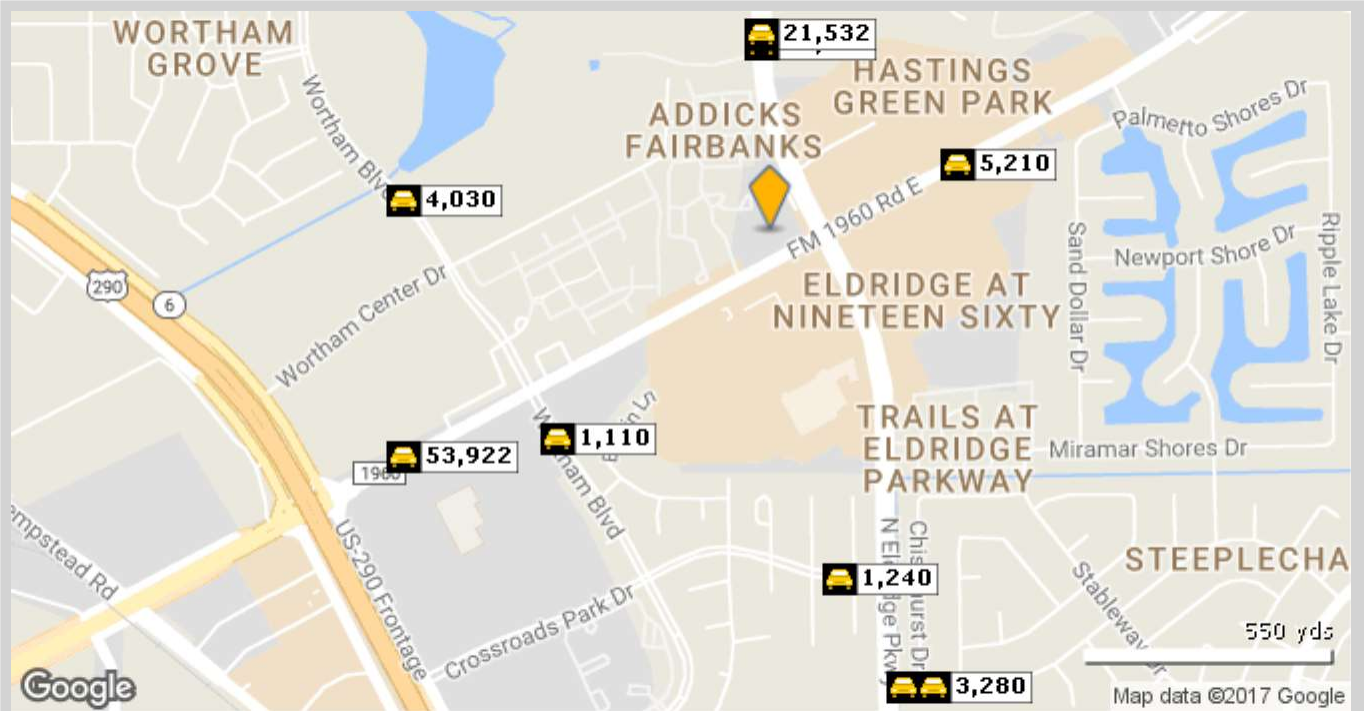 WORTHAM
GROVE
21,532
HASTINGS
GREEN PARK
ADDICKS
FAIRBANKS
Wortham Blvd
Palmetto Shores Dr
5,210
4,030
FM 1960 Rd E
Sand Dollar Dr
Newport Shore Dr
Ripple Lake Dr
290
6
Wortham Center Dr
ELDRIDGE AT
NINETEEN SIXTY
TRAILS AT
ELDRIDGE
PARKWAY
Miramar Shores Dr
1,110
53,922
1960
Wortham Blvd
empstead Rd
US-290 Frontage
Crossroads Park Dr
1,240
N Eldridge Pkwy
Chisurst Dr
STEEPLECHA
Stableway Dr
550 yds
3,280
Google
Map data ©2017 Google